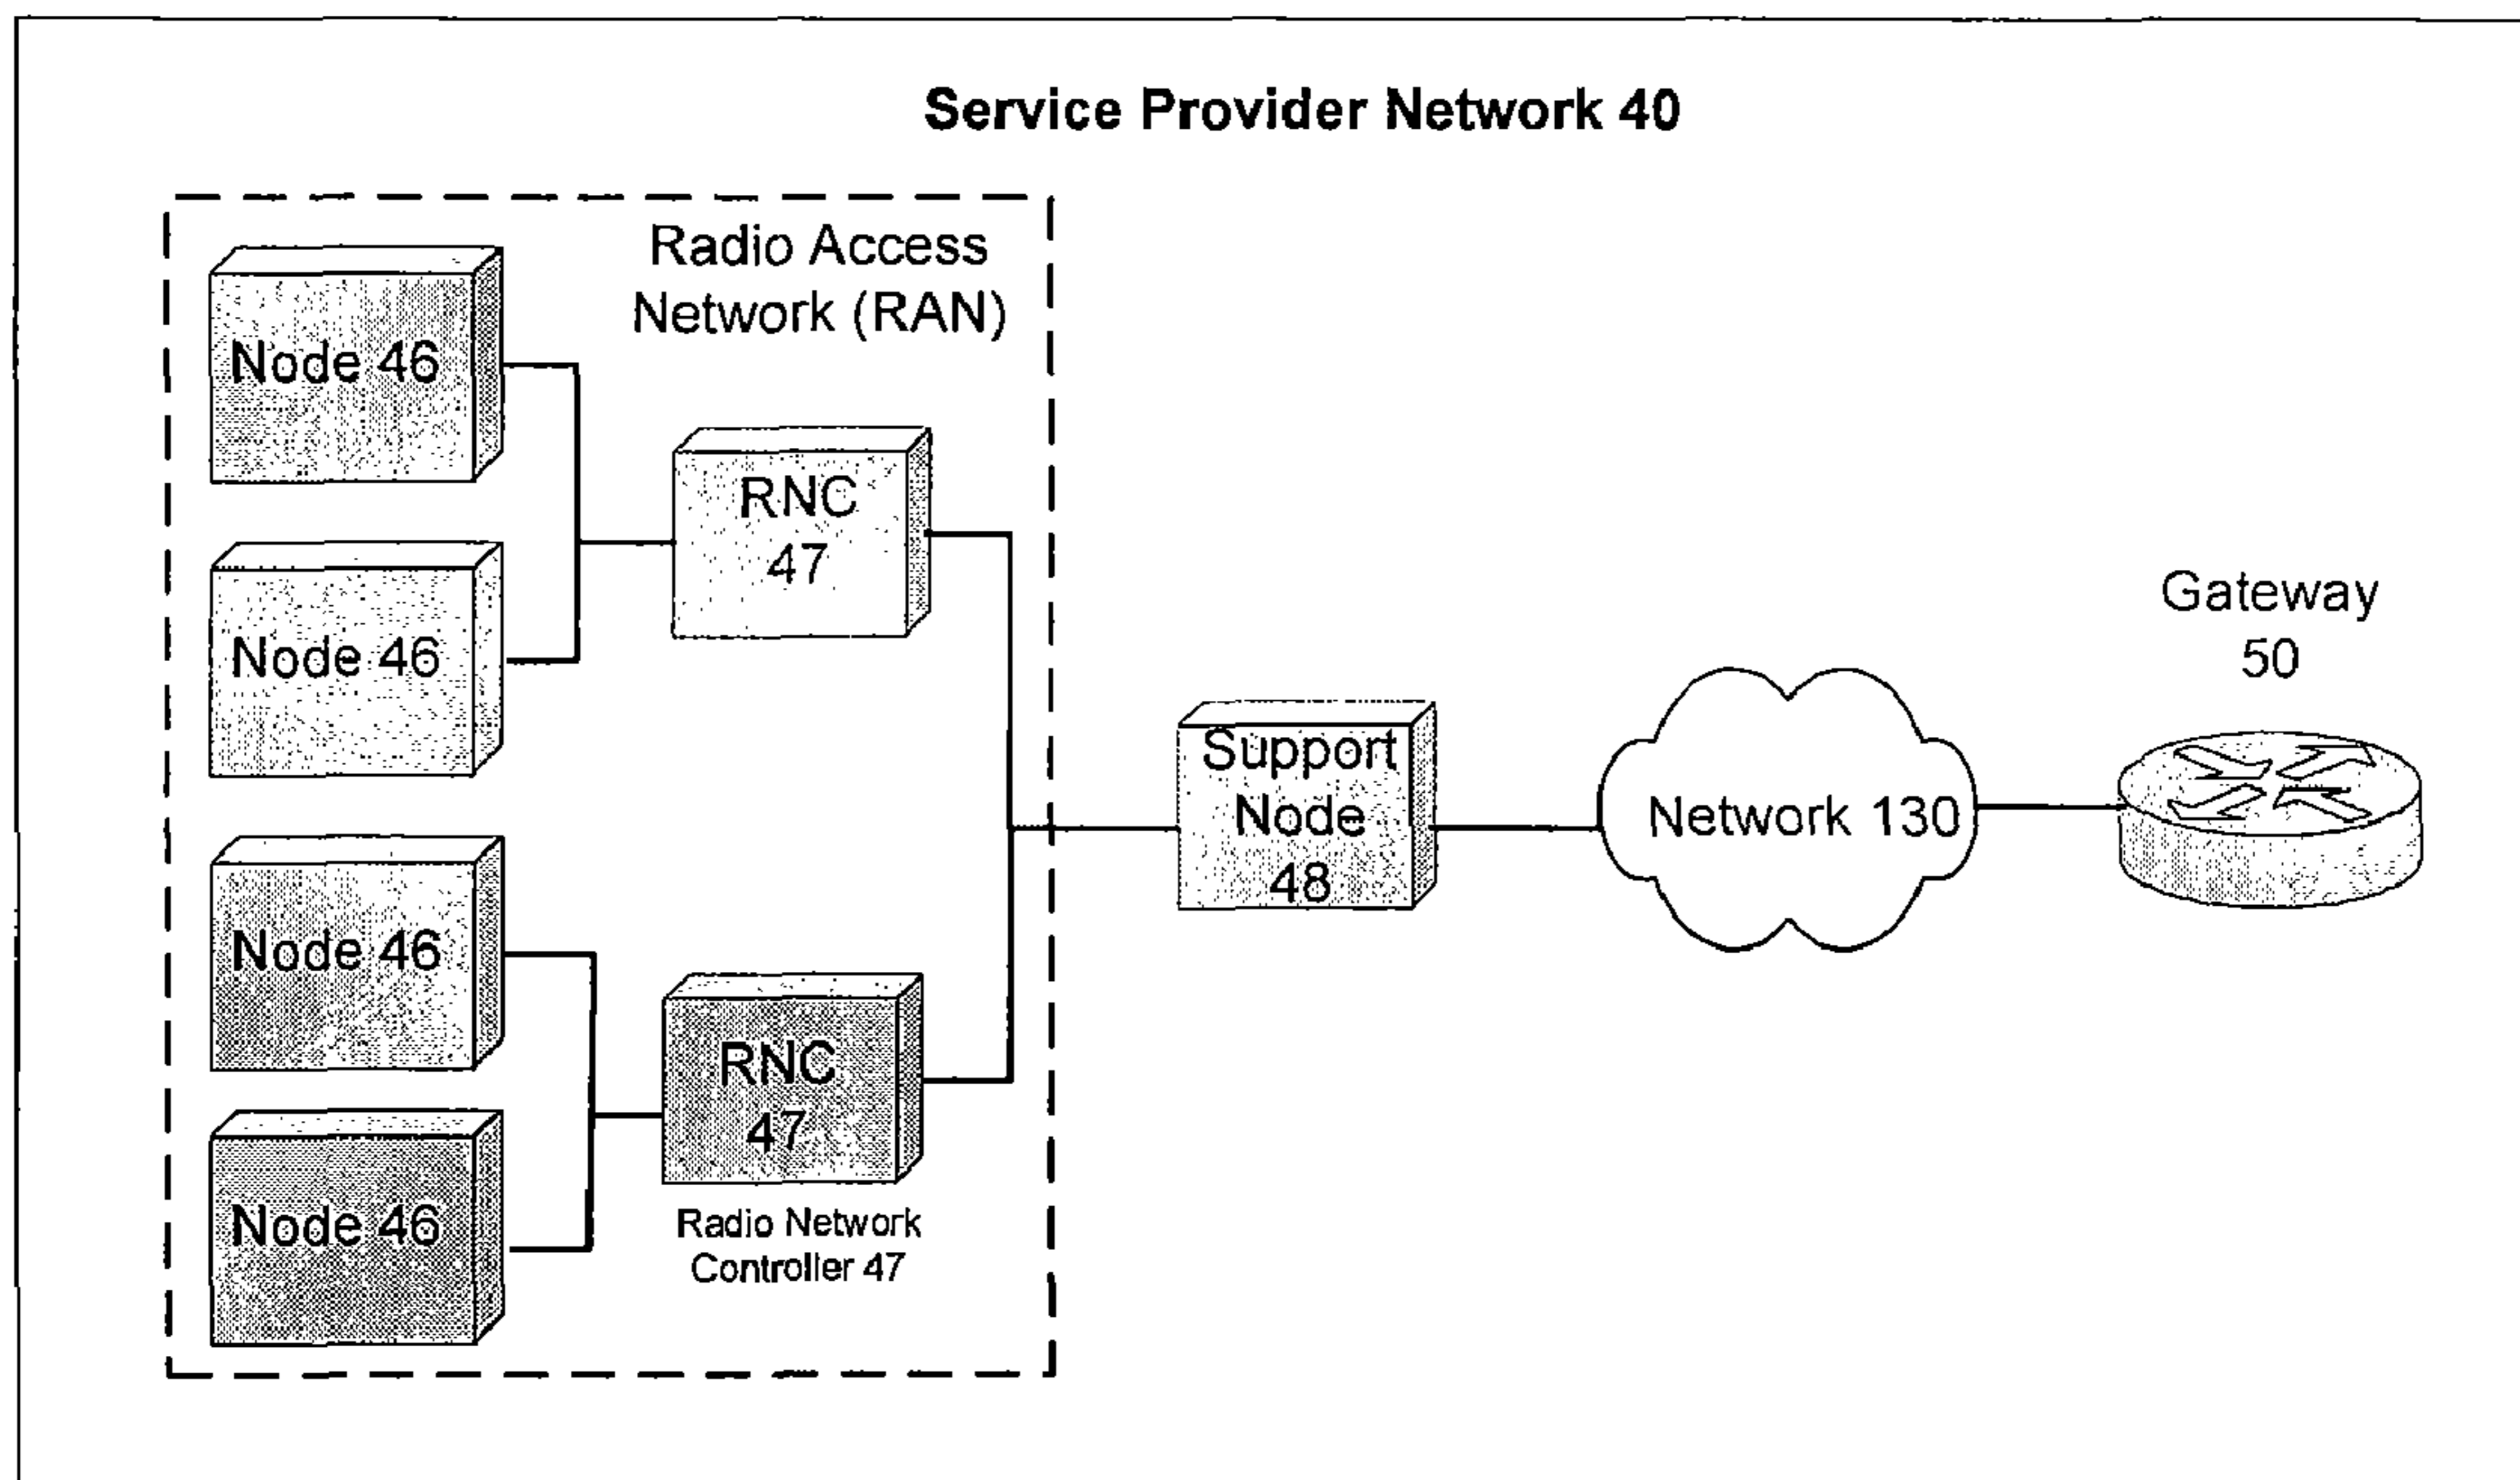 Service Provider Network 40
Radio Access
Network (RAN)
Node 46
RNC
47
Node 46
Gateway
50
Support
Node
48
Network 130
Node 46
RNC
47
Node 46
Radio Network
Controller 47